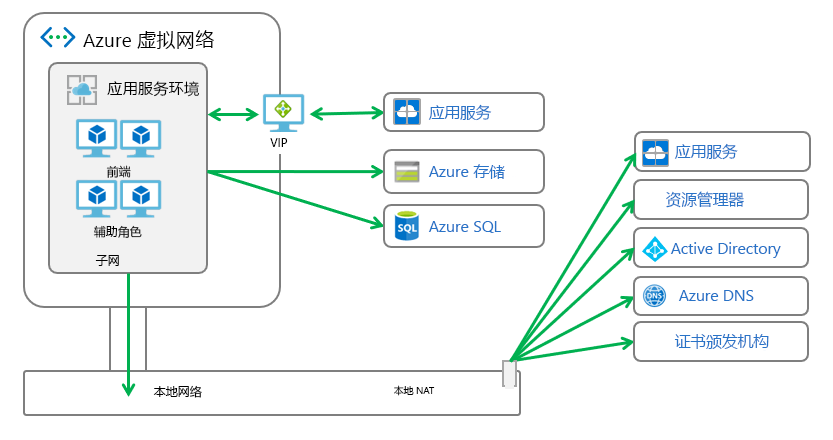 Azure 虚拟网络
应用服务环境
前端
辅助角色
子网
VIP
应用服务
Azure 存储
SQL
Azure SQL
应用服务
资源管理器
Active Directory
DNS
Azure DNS
证书颁发机构
本地网络
本地 NAT